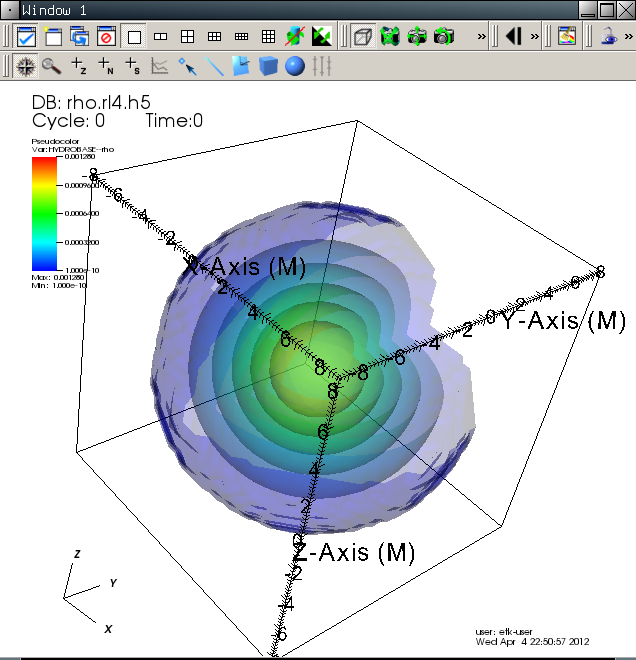 Window 1
DB: rho.rl4.h5
Cycle: 0 Time:0
Pseudocolor
Var: HYDROBASE--rho
0.001280
0.0009600
0.0006400
0.0003200
1.000e-10
Max: 0.001280
Min: 1.000e-10
-8
-6
-4
-2
X-Axis (M)
2
4
6
8
8
6
4
2
0
Y-Axis (M)
-2
-4
-6
-8
8
6
4
2
0
Z-Axis (M)
-2
-4
-6
Z
Y
X
user: etk-user
Wed Apr 4 22:50:57 2012